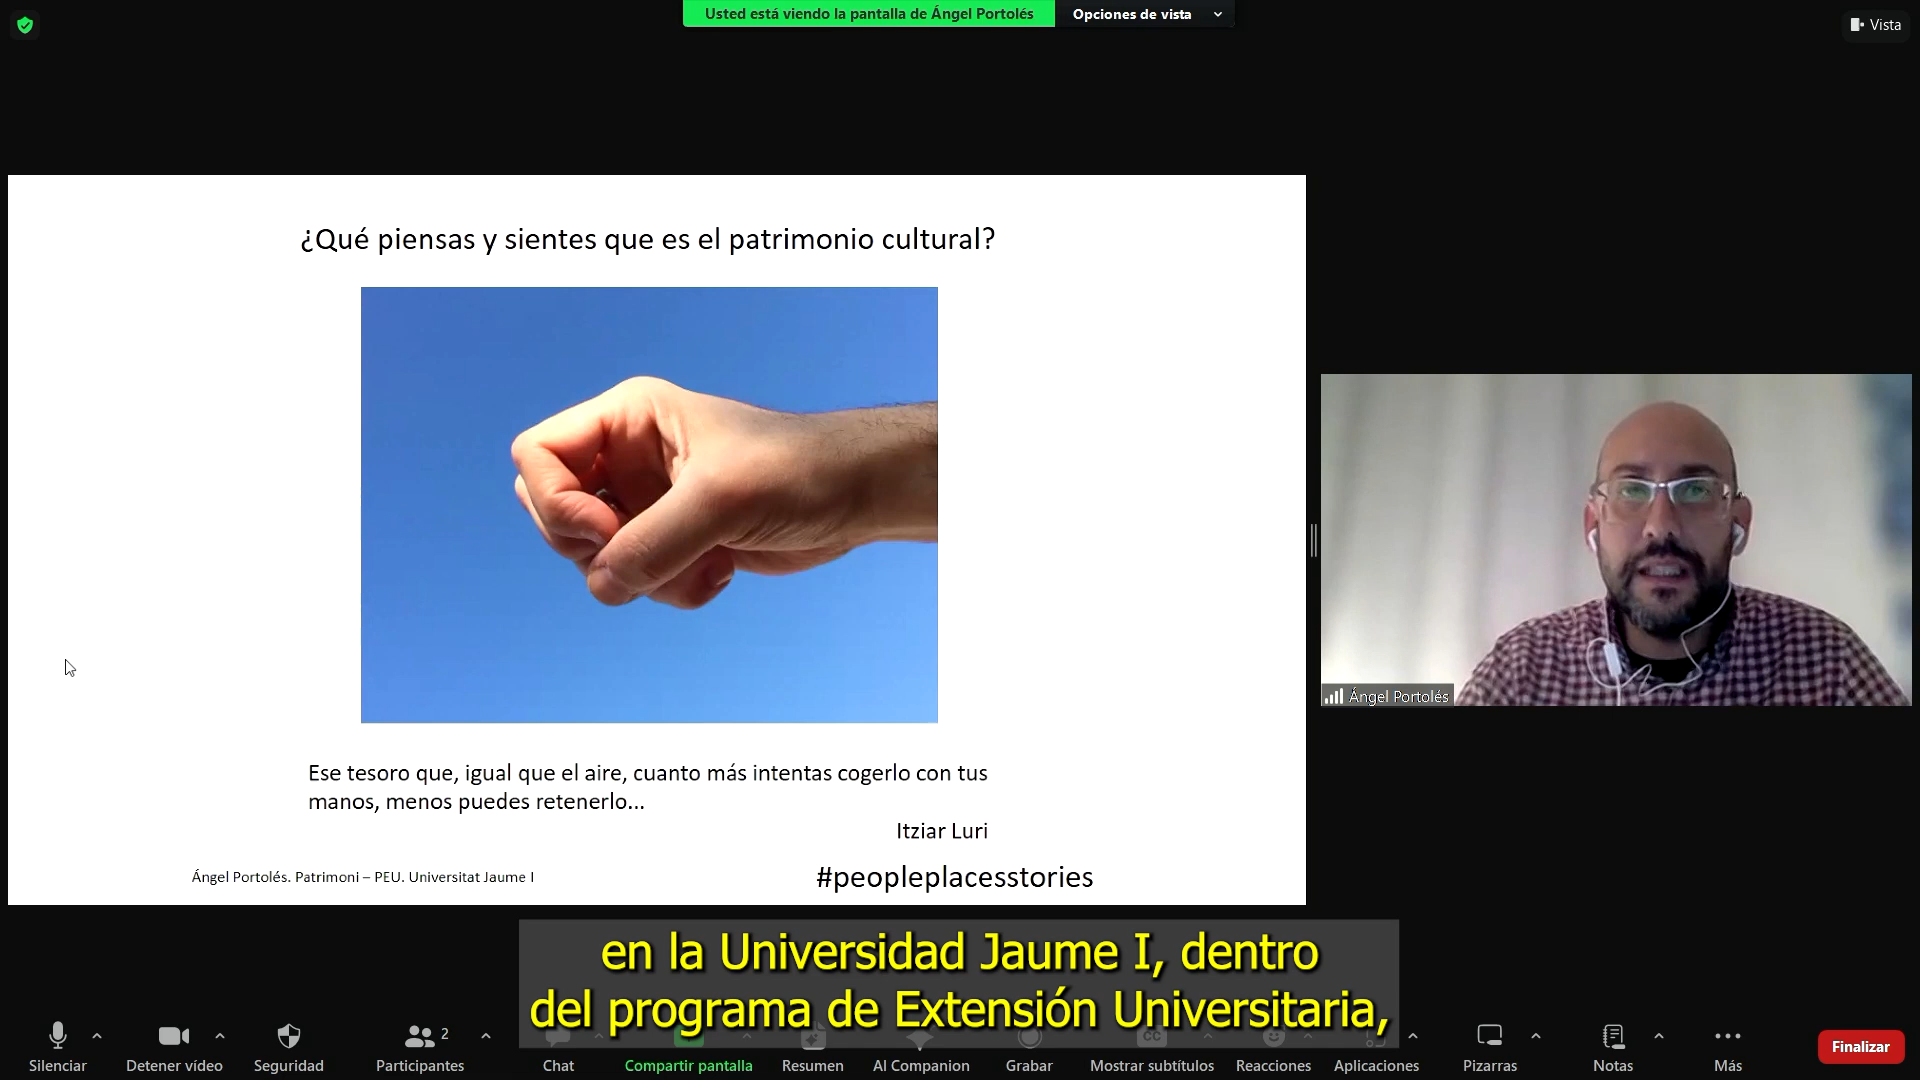 Usted está viendo la pantalla de Ángel Portolés
Opciones de vista
Vista
¿Qué piensas y sientes que es el patrimonio cultural?
Ese tesoro que, igual que el aire, cuanto más intentas cogerlo con tus
manos, menos puedes retenerlo...
Itziar Luri
Ángel Portolés. Patrimoni – PEU. Universitat Jaume I
#peopleplacesstories
Ángel Portolés
en la Universidad Jaume I, dentro
del programa de Extensión Universitaria,
2
Silenciar
Detener vídeo
Seguridad
Participantes
Chat
Compartir pantalla
Resumen
AI Companion
Grabar
Mostrar subtítulos
Reacciones
Aplicaciones
Pizarras
Notas
Más
Finalizar